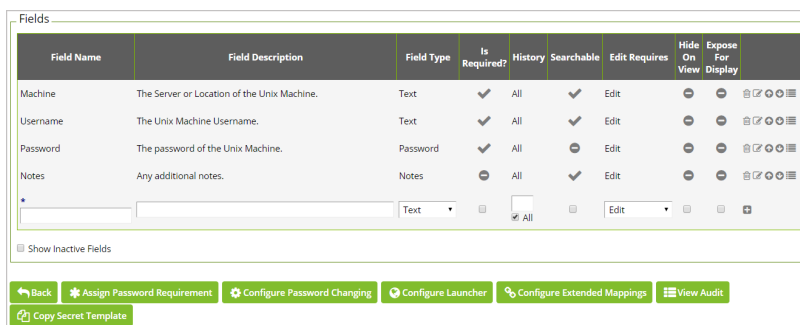 Fields
Field Name Field Description Field Type Is Required? History Searchable Edit Requires Hide On View Expose For Display
Machine The Server or Location of the Unix Machine. Text All Edit
Username The Unix Machine Username. Text All Edit
Password The password of the Unix Machine. Password All Edit
Notes Any additional notes. Notes All Edit
* Text All Edit
Show Inactive Fields
Back Assign Password Requirement Configure Password Changing Configure Launcher Configure Extended Mappings View Audit
Copy Secret Template